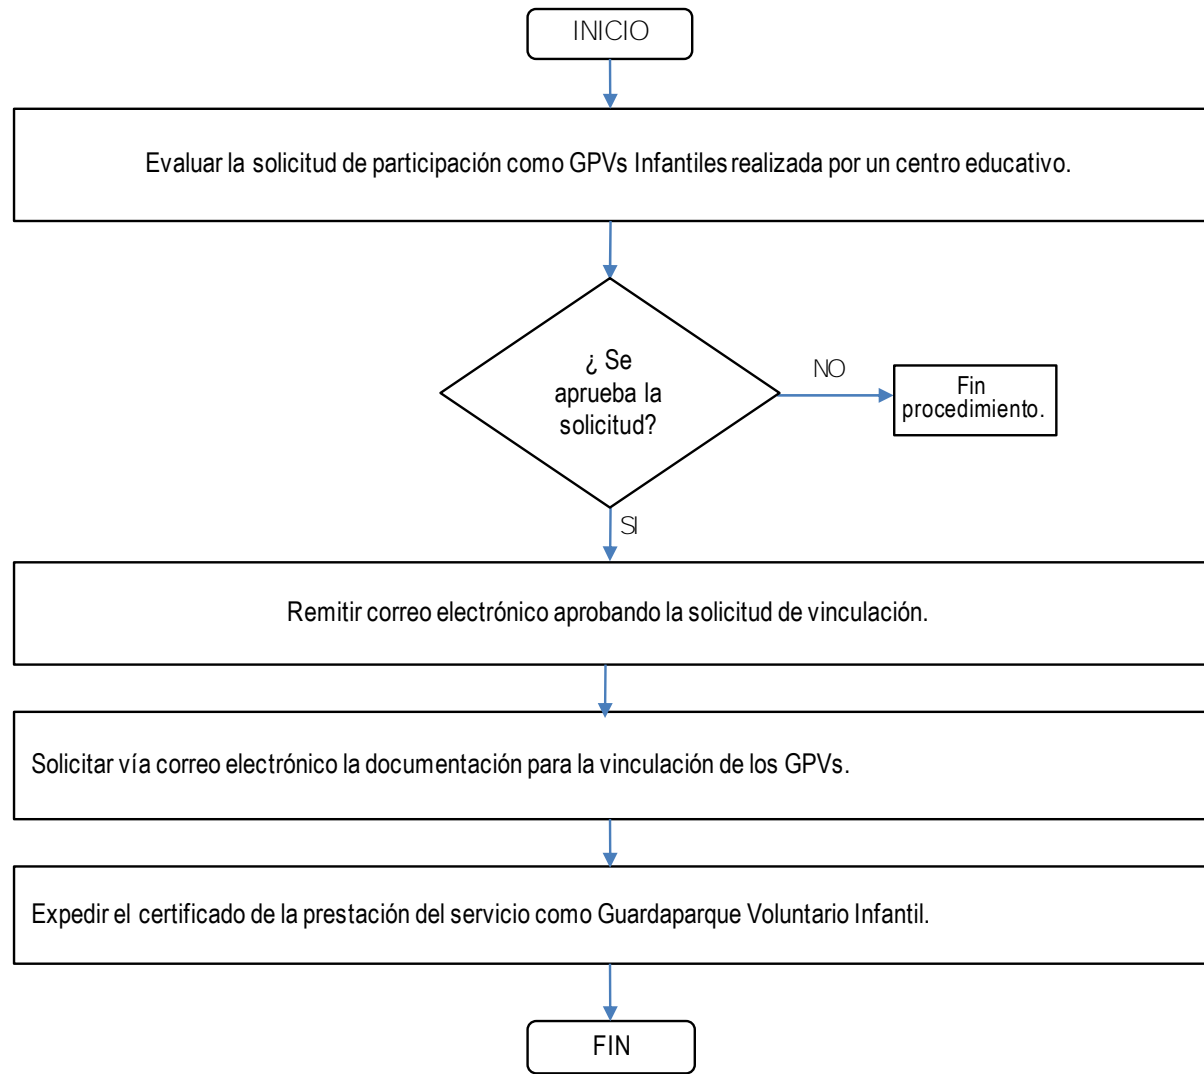 INICIO
Evaluar la solicitud de participación como GPVs Infantiles realizada por un centro educativo.
¿ Se
aprueba la
solicitud?
NO
Fin
procedimiento.
SI
Remitir correo electrónico aprobando la solicitud de vinculación.
Solicitar vía correo electrónico la documentación para la vinculación de los GPVs.
Expedir el certificado de la prestación del servicio como Guardaparque Voluntario Infantil.
FIN